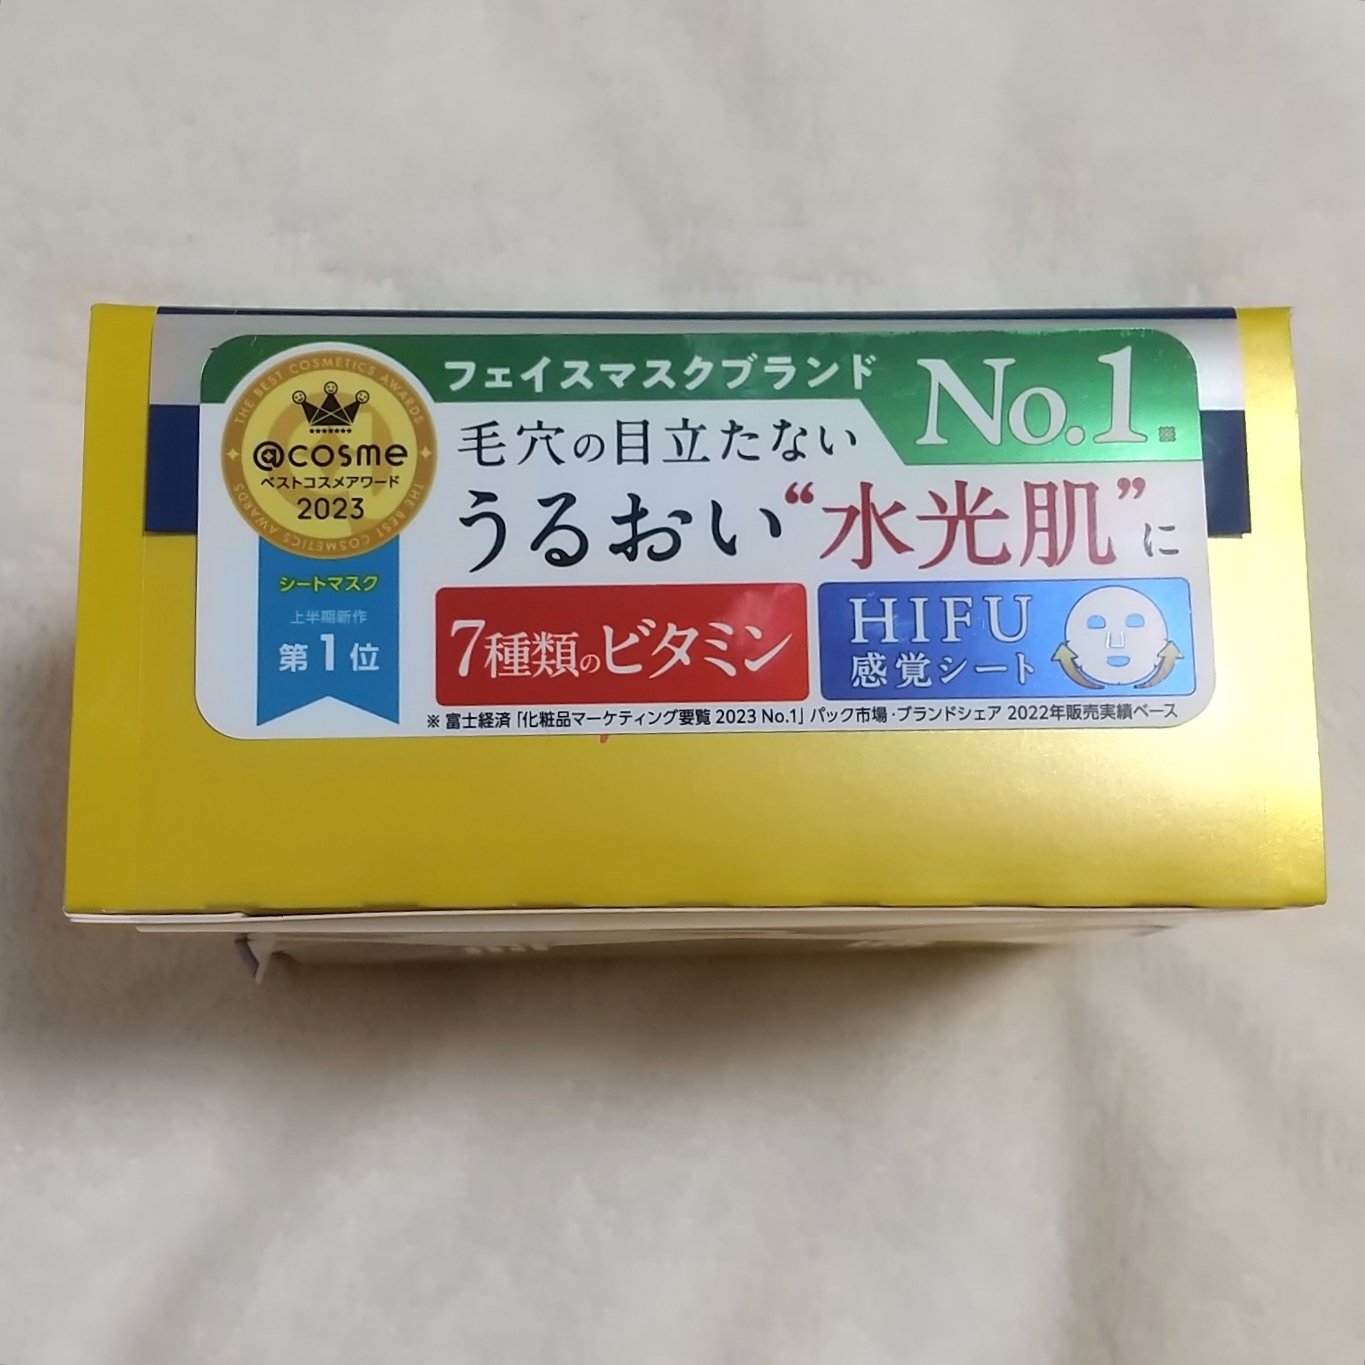 フェイスマスクブランド No.1※
毛穴の目立たない
うるおい“水光肌”に
7種類のビタミン
HIFU
感覚シート
※ 富士経済「化粧品マーケティング要覧 2023 No.1」パック市場・ブランドシェア 2022年販売実績ベース
THE BEST COSMETICS AWARDS
@cosme
ベストコスメアワード
2023
THE BEST COSMETICS AWARDS
シートマスク
上半期新作
第1位